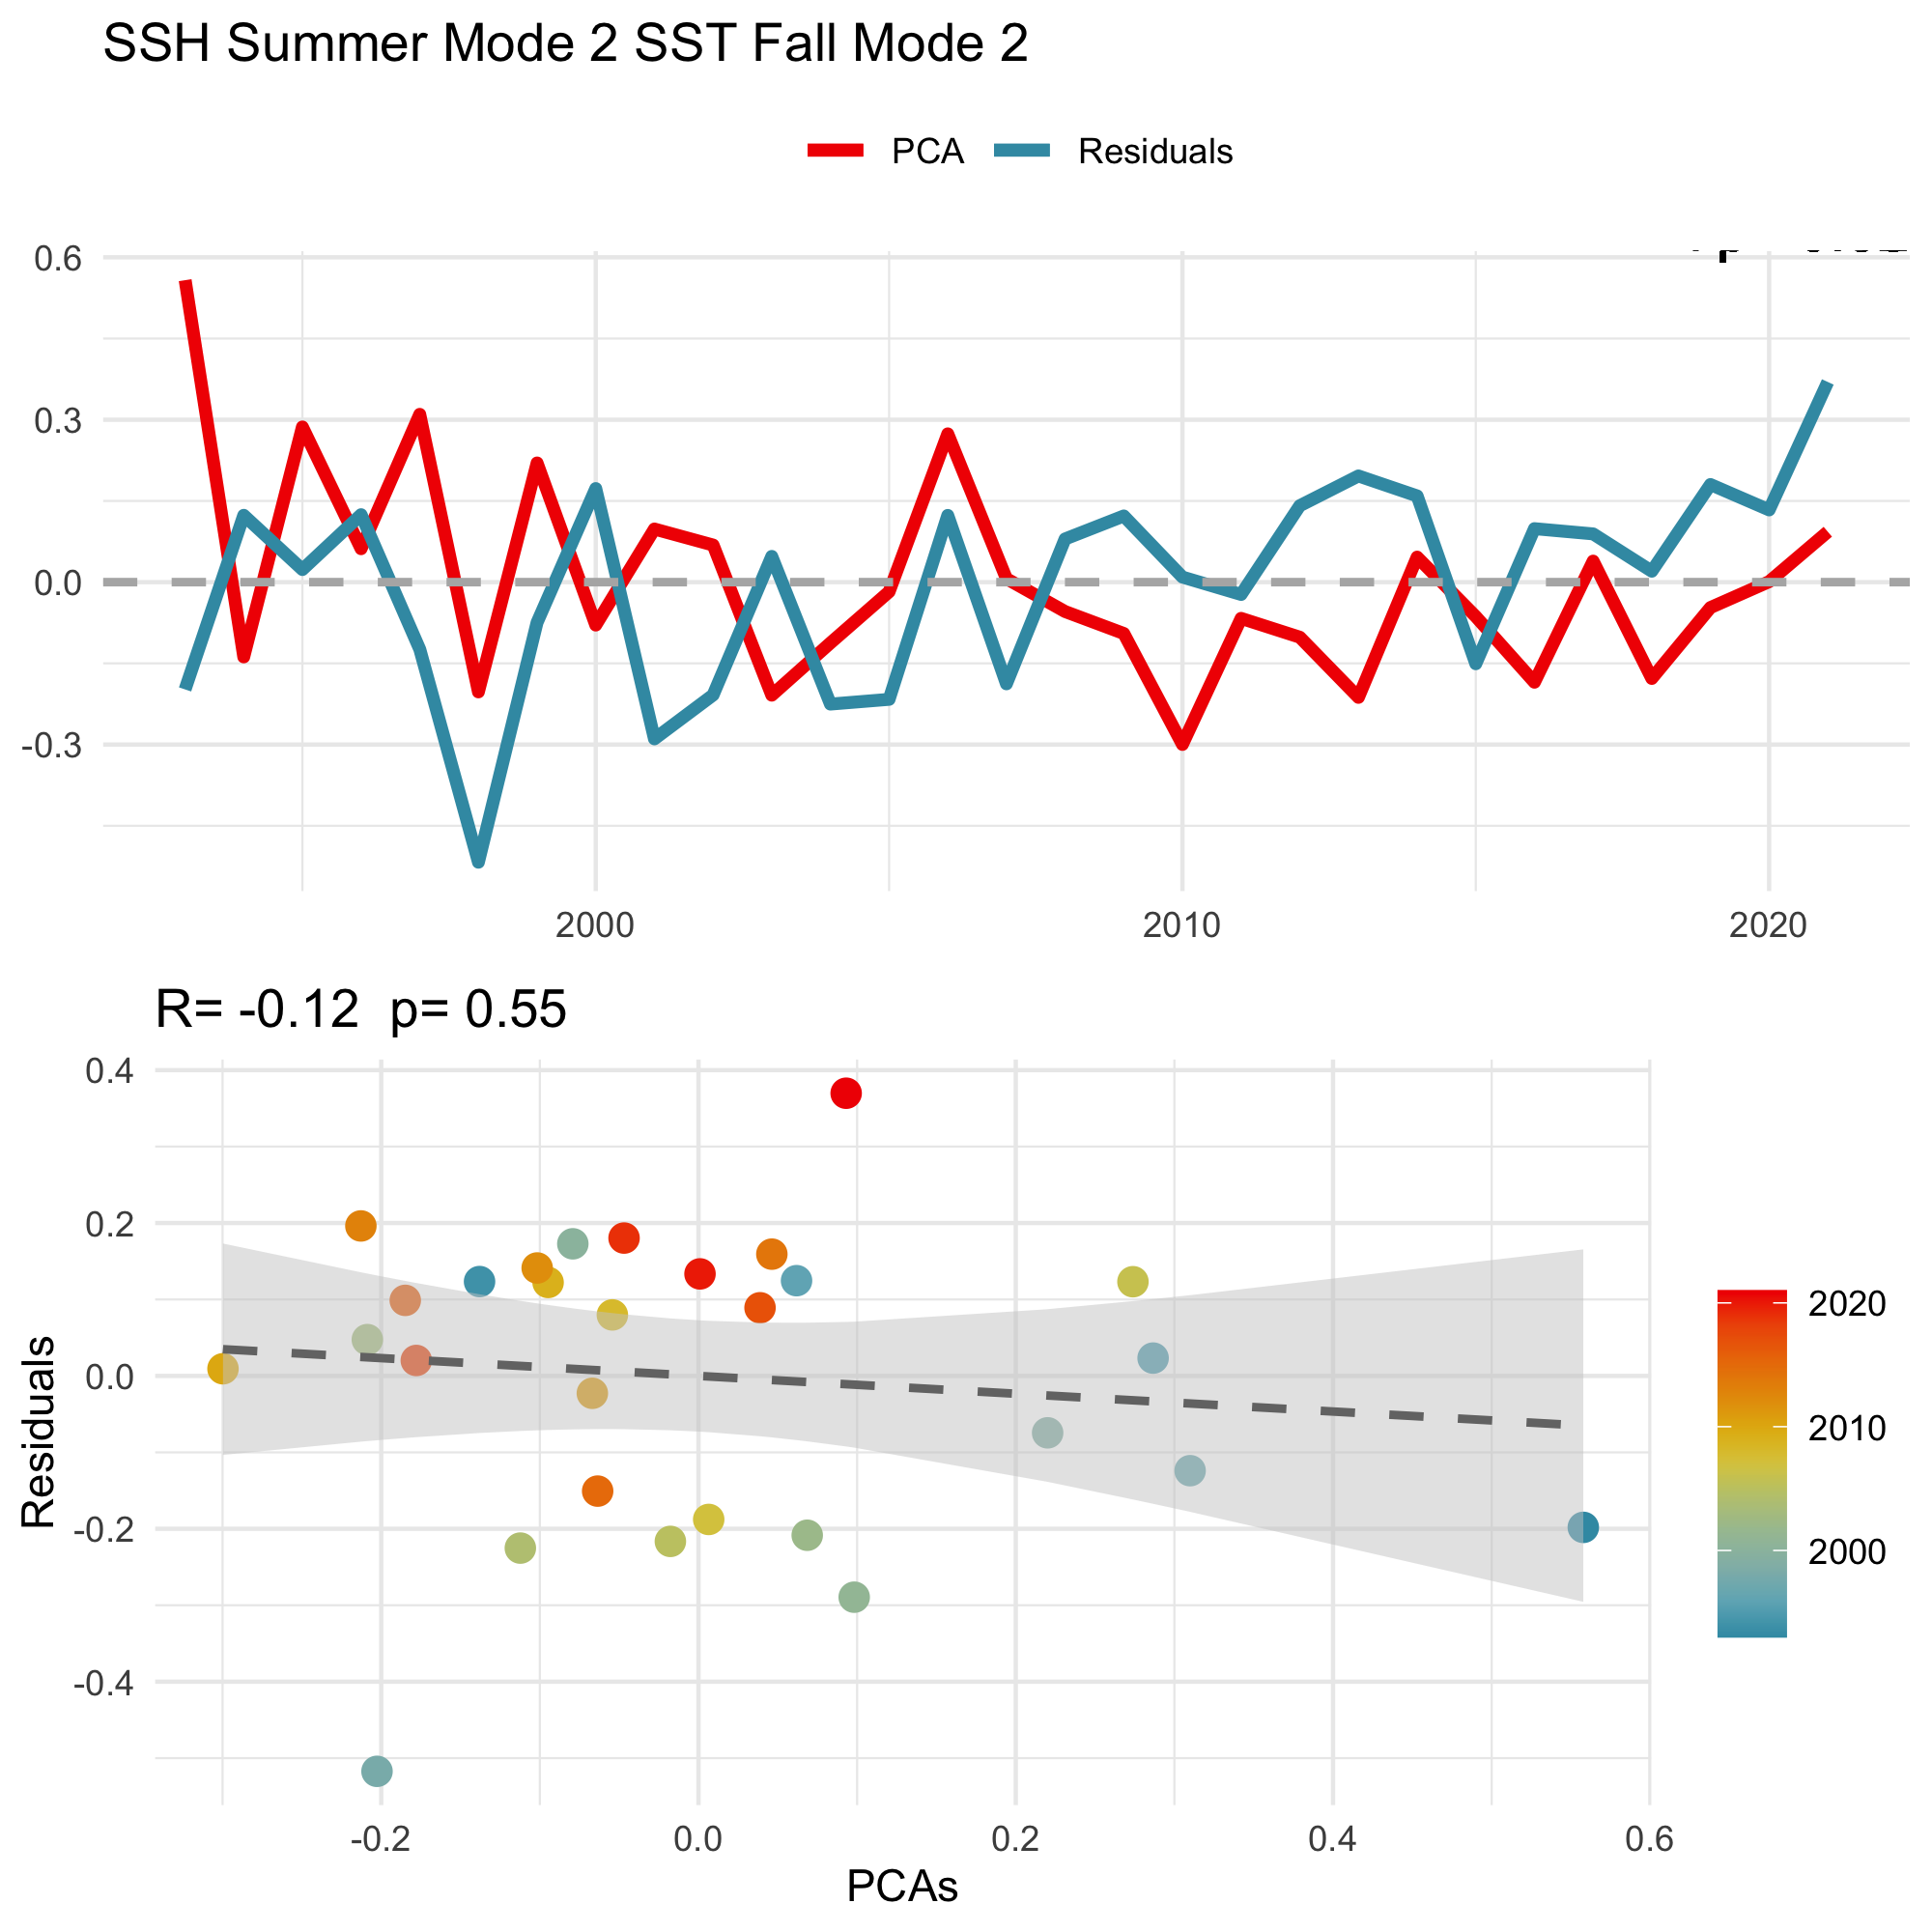 SSH Summer Mode 2 SST Fall Mode 2
PCA Residuals
0.6
0.3
0.0
-0.3
2000 2010 2020
R= -0.12 p= 0.55
0.4
0.2
0.0
-0.2
-0.4
Residuals
-0.2 0.0 0.2 0.4 0.6
PCAs
2020
2010
2000